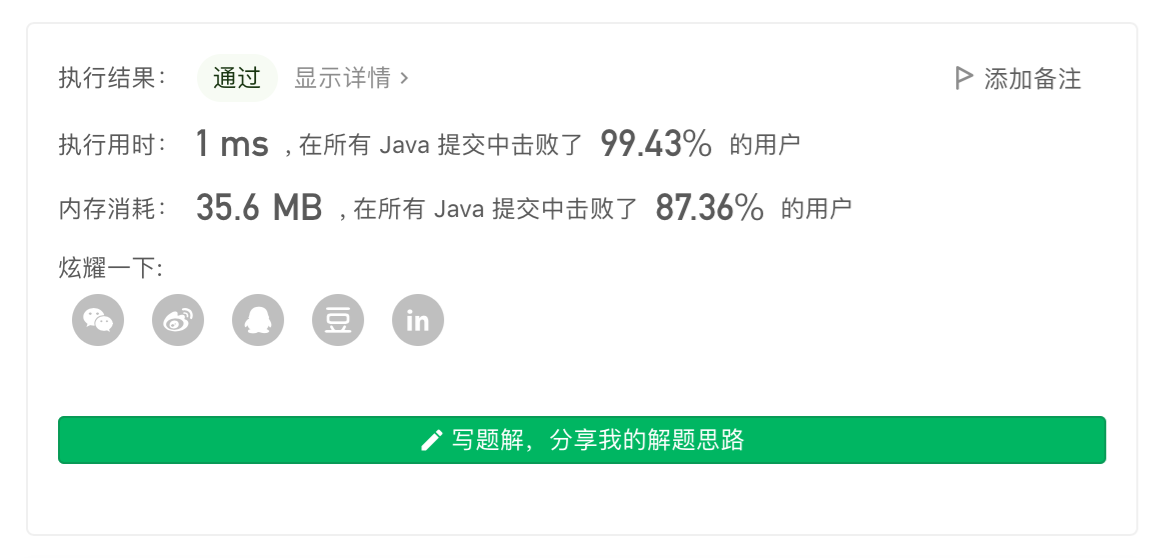 执行结果： 通过 显示详情 › 添加备注
执行用时： 1 ms , 在所有 Java 提交中击败了 99.43% 的用户
内存消耗： 35.6 MB , 在所有 Java 提交中击败了 87.36% 的用户
炫耀一下:
豆 in
写题解，分享我的解题思路